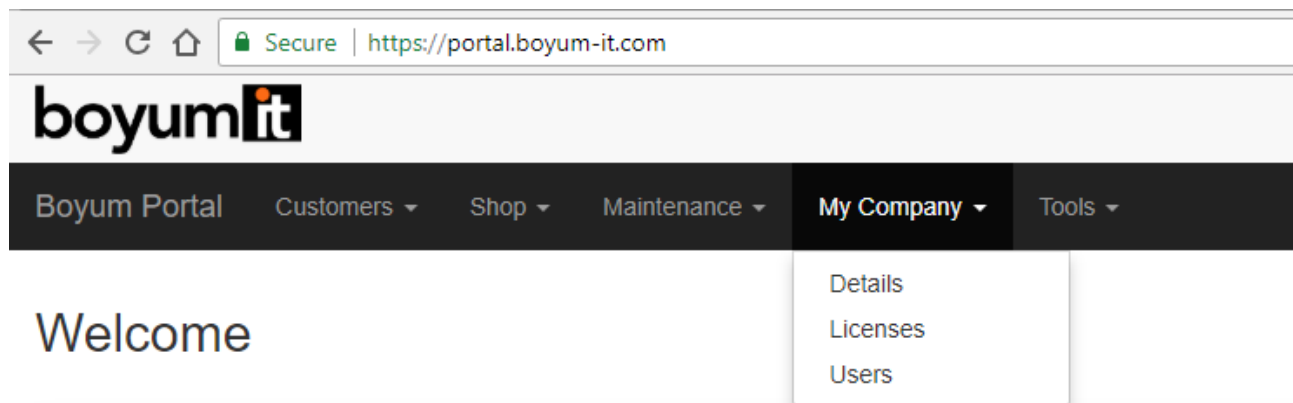 Secure | https://portal.boyum-it.com
boyum it
Boyum Portal Customers Shop Maintenance My Company Tools
Details
Welcome
Licenses
Users